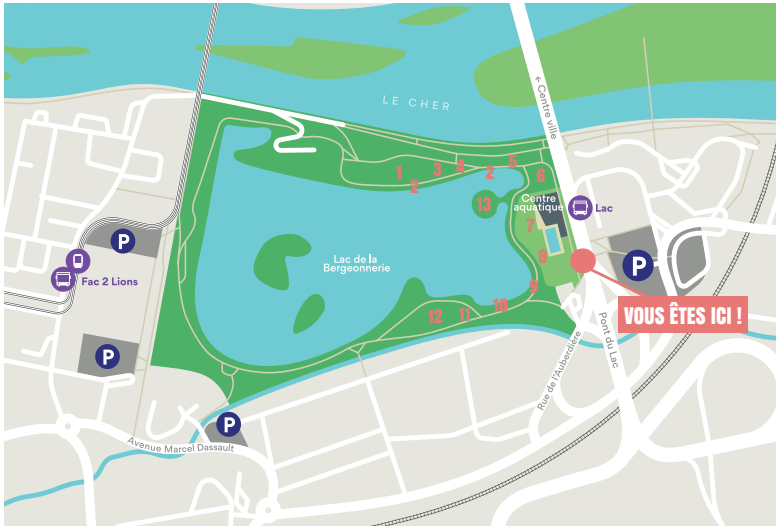 LE CHER
← Centre ville
1
2
3
4
2
5
6
13
Centre
aquatique
Lac
7
8
9
10
11
12
Lac de la
Bergeonnerie
P
Fac 2 Lions
P
P
P
VOUS ÊTES ICI !
Pont du Lac
Rue de l'Auberdière
Avenue Marcel Dassault